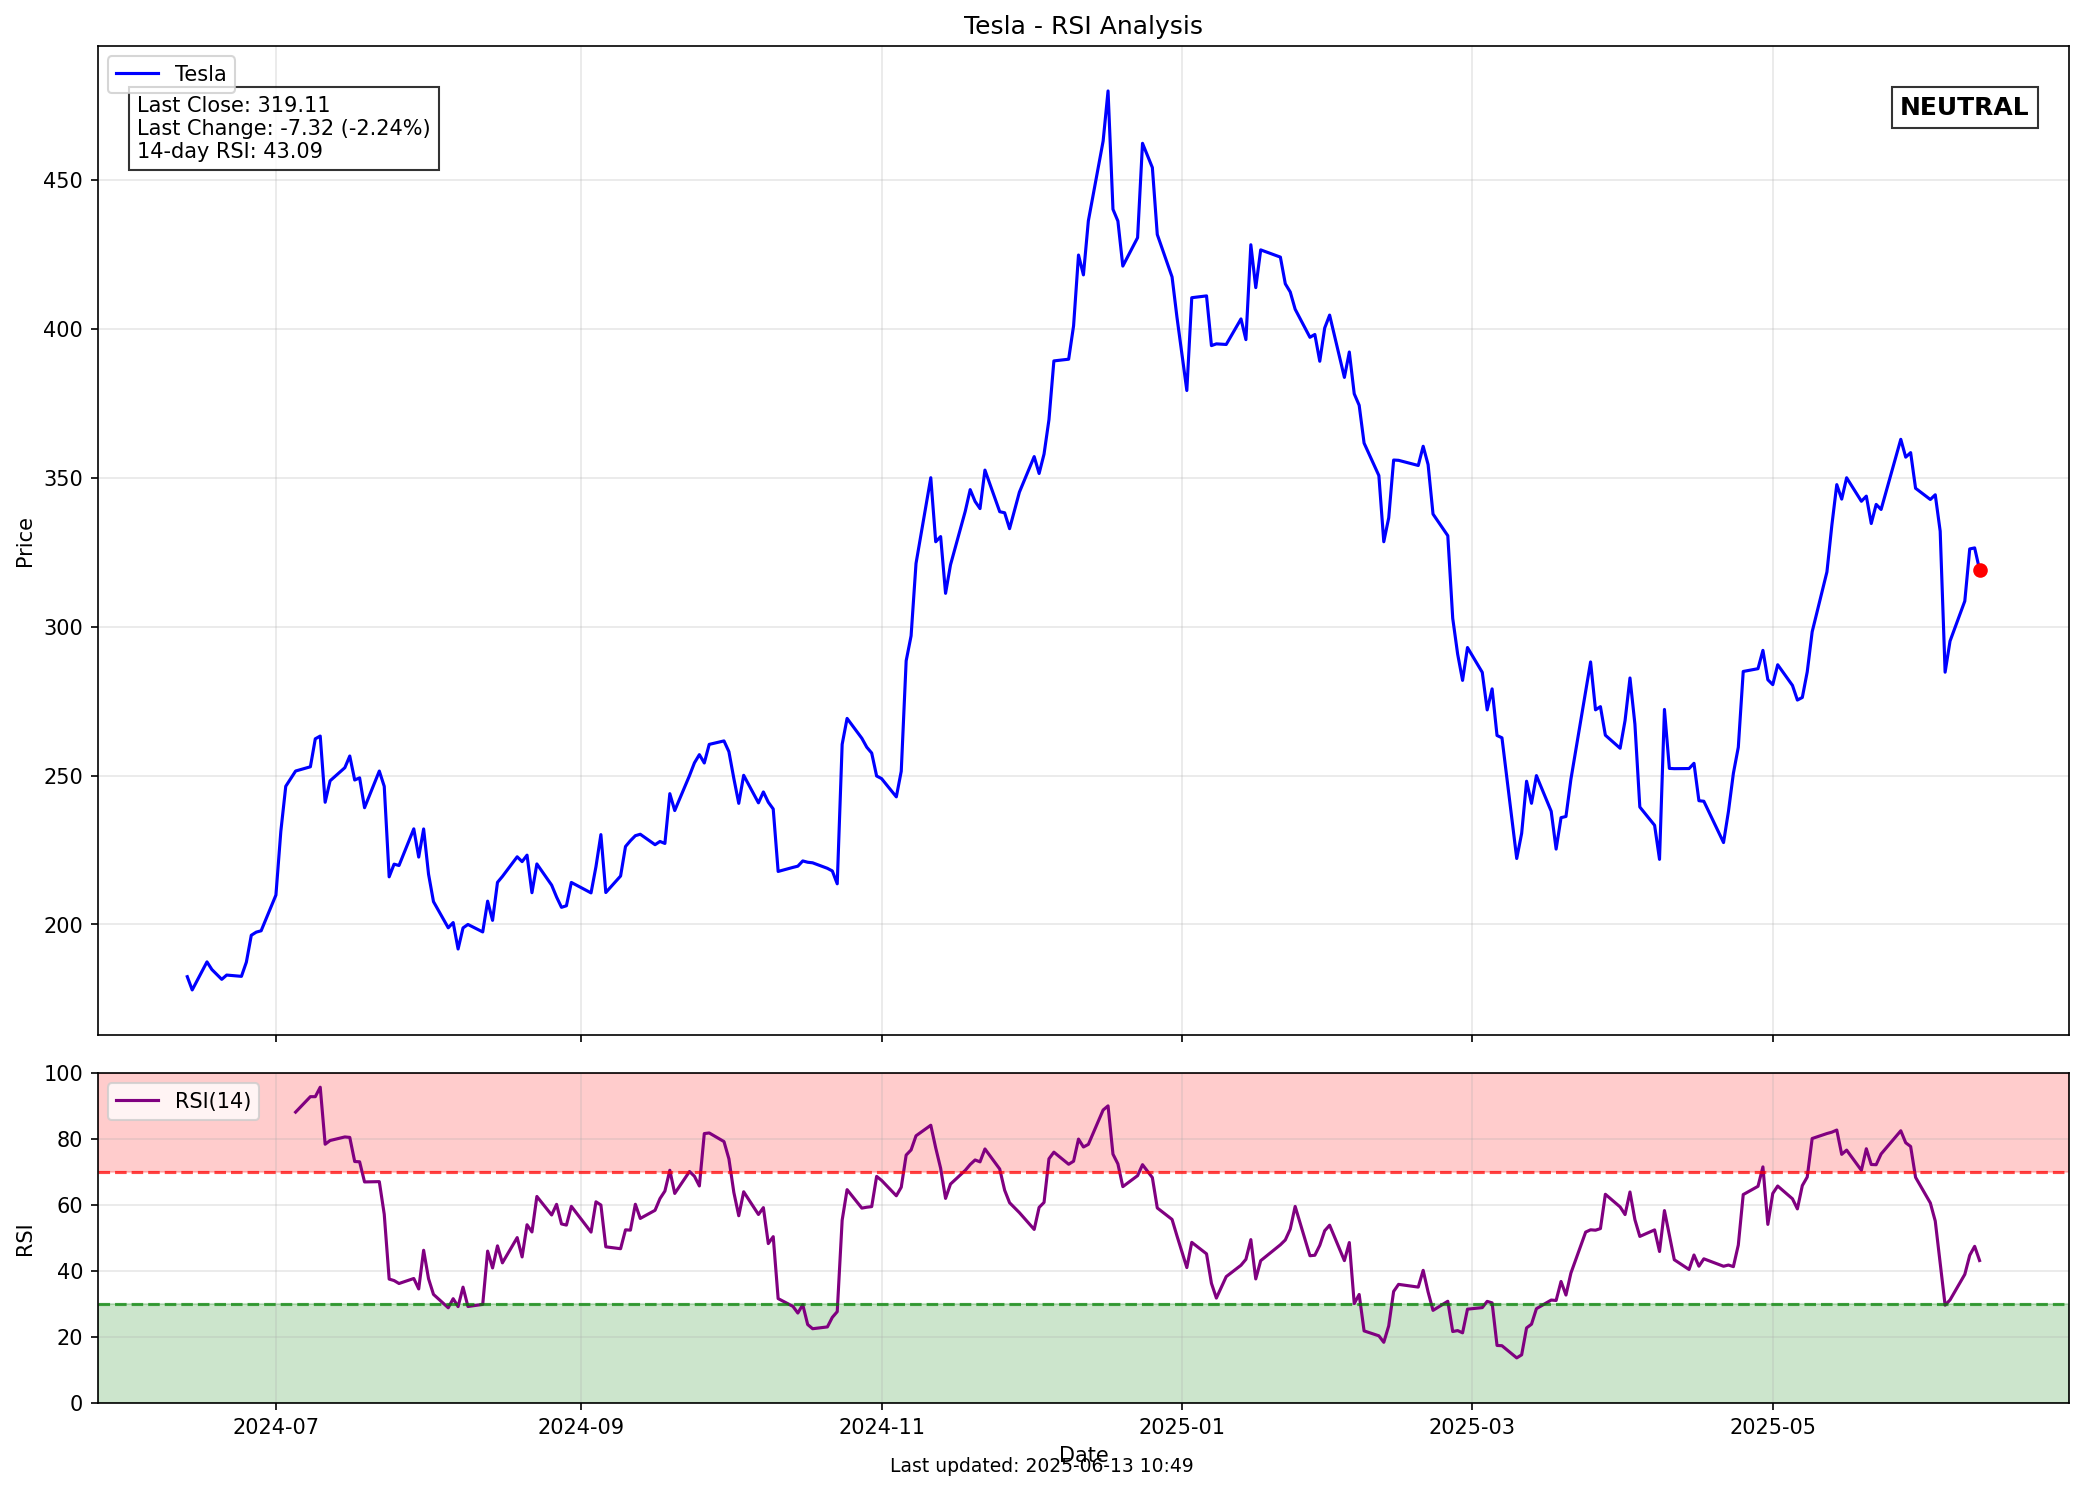 Tesla - RSI Analysis
Tesla
Last Close: 319.11
Last Change: -7.32 (-2.24%)
14-day RSI: 43.09
NEUTRAL
Price
450
400
350
300
250
200
RSI(14)
RSI
100
80
60
40
20
0
2024-07
2024-09
2024-11
2025-01
2025-03
2025-05
Date
Last updated: 2025-06-13 10:49